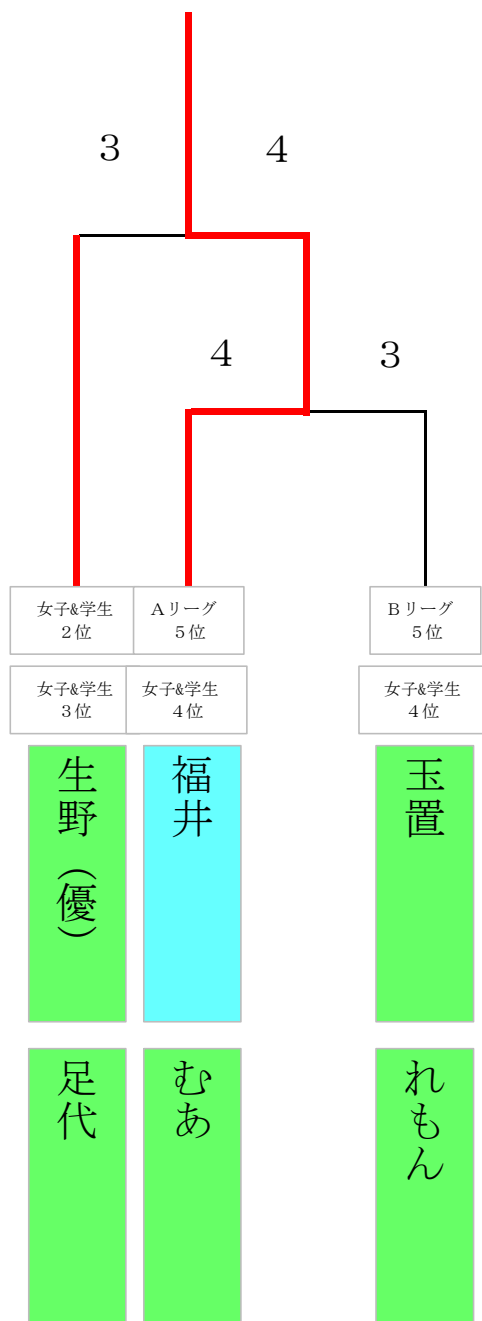 ３
４
４
３
女子&学生
２位
Ａリーグ
５位
Ｂリーグ
５位
女子&学生
３位
女子&学生
４位
女子&学生
４位
生野（優）
福井
玉置
足代
むあ
れもん